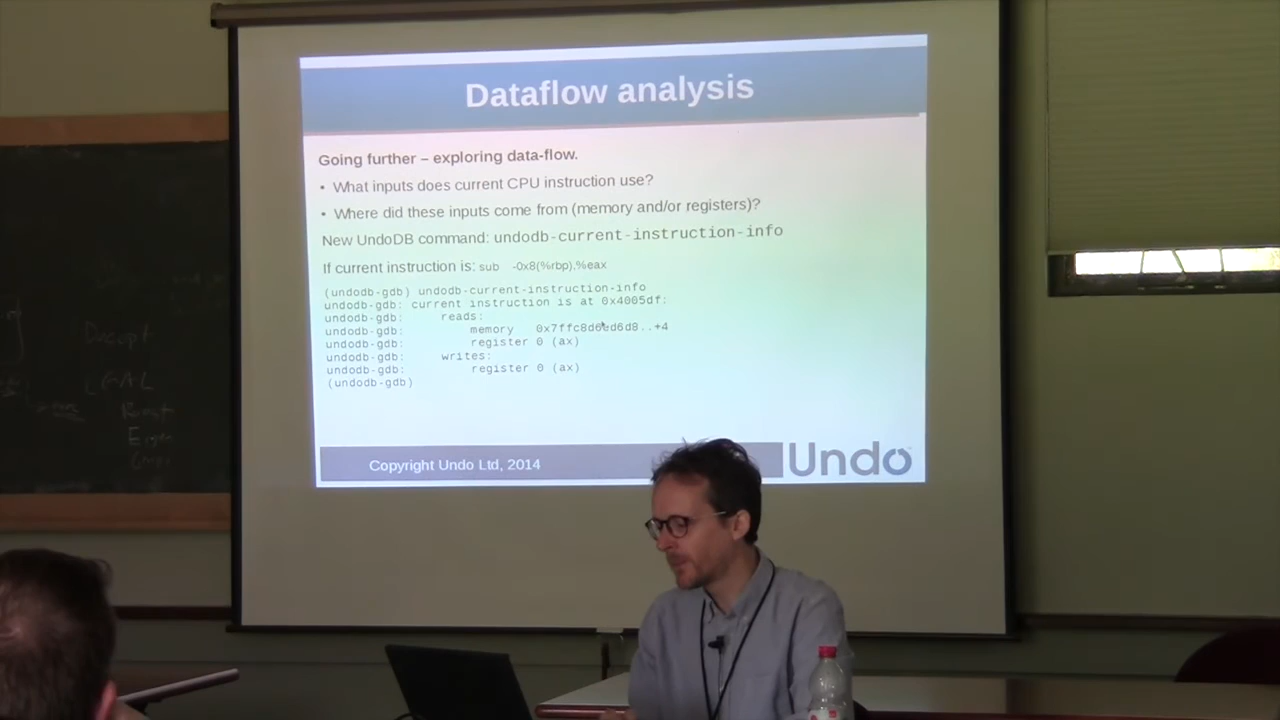 Dataflow analysis
Going further – exploring data-flow.
• What inputs does current CPU instruction use?
• Where did these inputs come from (memory and/or registers)?
New UndoDB command: undodb-current-instruction-info
If current instruction is: sub -0x8(%rbp),%eax
(undodb-gdb) undodb-current-instruction-info
undodb-gdb: current instruction is at 0x4005df:
undodb-gdb: reads:
undodb-gdb: memory 0x7ffc8d6ed6d8..+4
undodb-gdb: register 0 (ax)
undodb-gdb: writes:
undodb-gdb: register 0 (ax)
(undodb-gdb)
Copyright Undo Ltd, 2014
Undo